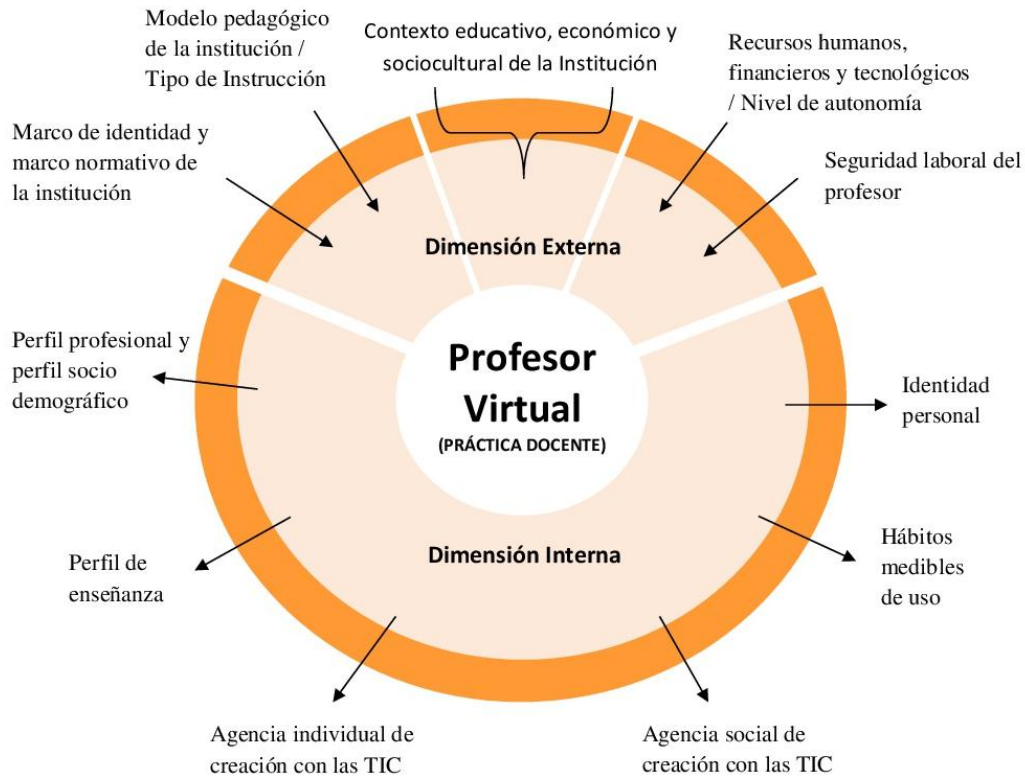 Modelo pedagógico
de la institución /
Tipo de Instrucción
Contexto educativo, económico y
sociocultural de la Institución
Recursos humanos,
financieros y tecnológicos
/ Nivel de autonomía
Marco de identidad y
marco normativo de
la institución
Seguridad laboral del
profesor
Dimensión Externa
Perfil profesional y
perfil socio
demográfico
Profesor
Virtual
(PRÁCTICA DOCENTE)
Identidad
personal
Perfil de
enseñanza
Dimensión Interna
Hábitos
medibles
de uso
Agencia individual de
creación con las TIC
Agencia social de
creación con las TIC